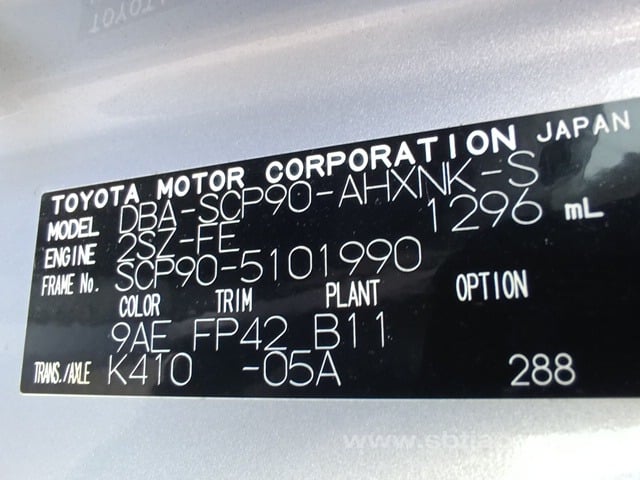 TOYOTA MOTOR CORPORATION JAPAN
MODEL DBA-SCP90-AHXNK-S
ENGINE 2SZ-FE 1296 mL
FRAME No. SCP90-5101990
COLOR TRIM PLANT OPTION
9AE FP42 B11
TRANS./AXLE K410 -05A 288